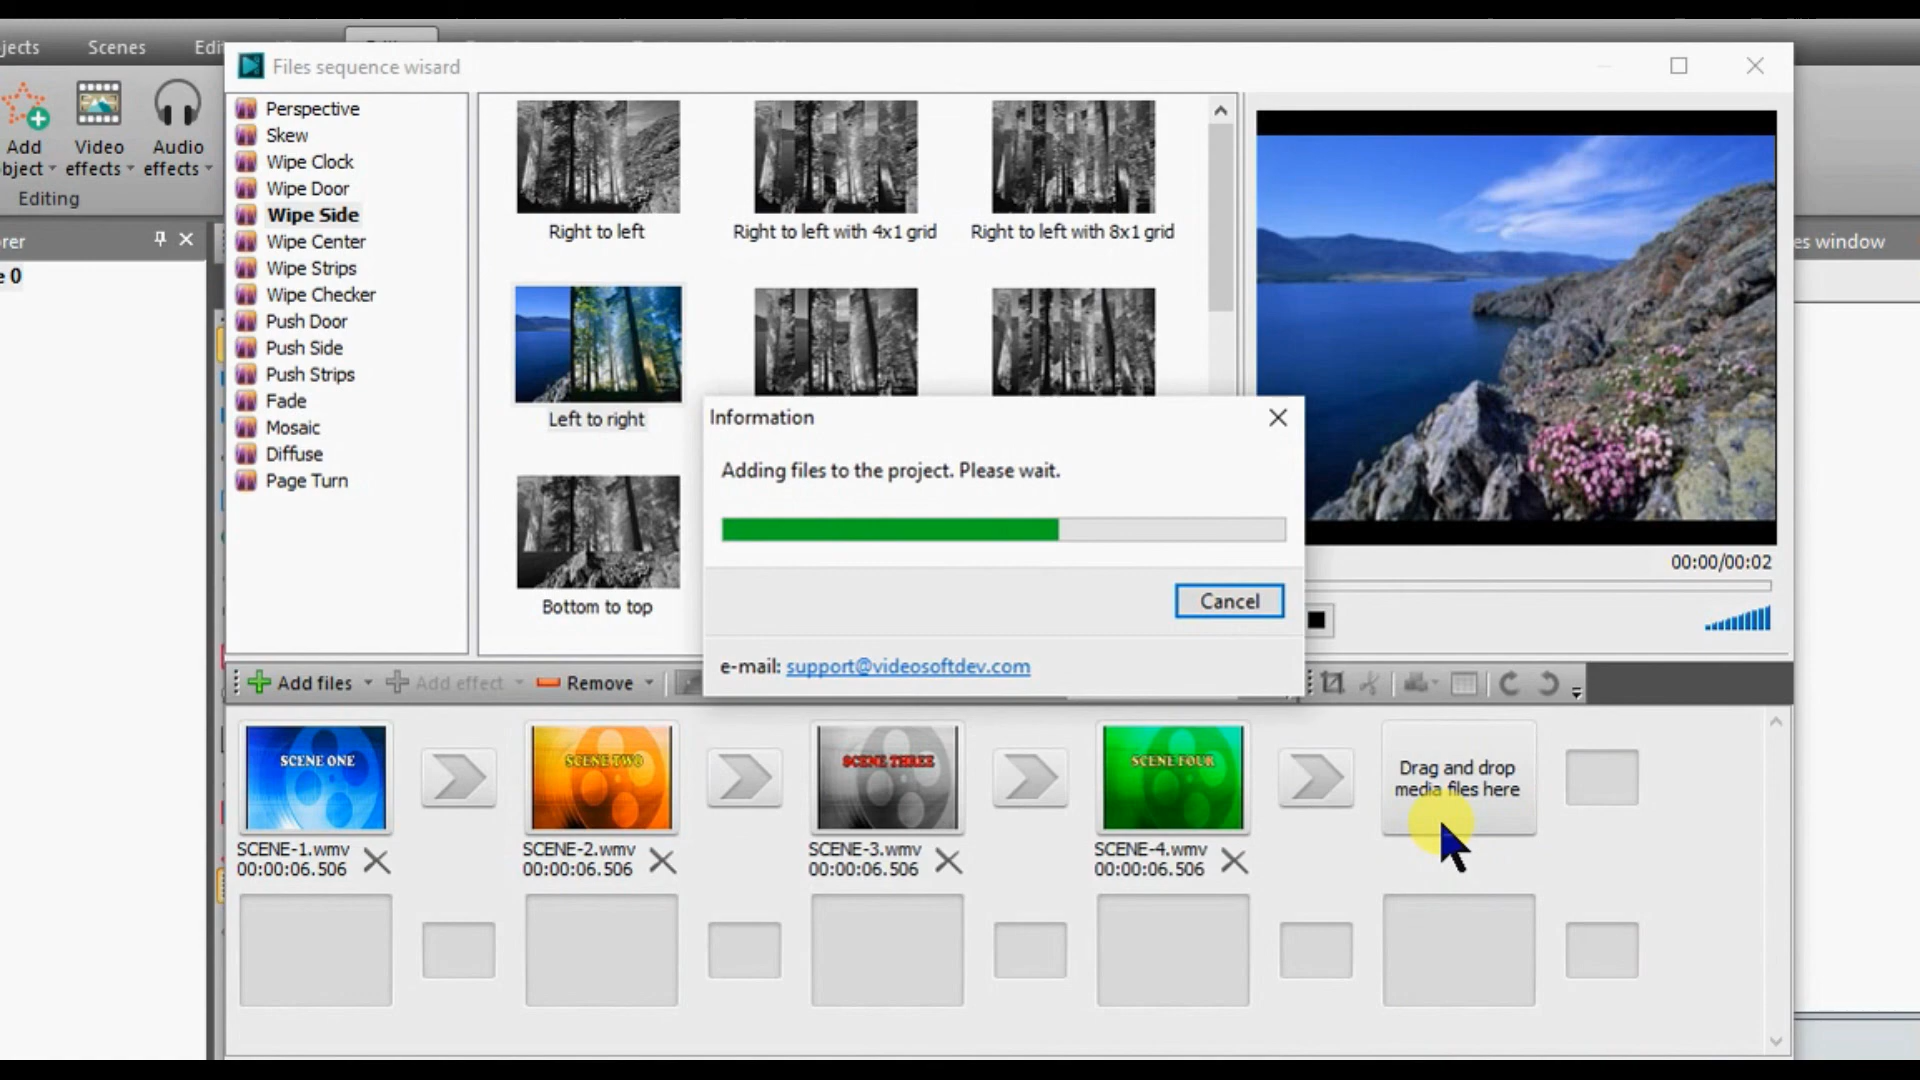 jects
Scenes
Edi
Files sequence wisard
Add
bject
Video
effects
Audio
effects
Editing
rer
e 0
Perspective
Skew
Wipe Clock
Wipe Door
Wipe Side
Wipe Center
Wipe Strips
Wipe Checker
Push Door
Push Side
Push Strips
Fade
Mosaic
Diffuse
Page Turn
Right to left
Right to left with 4x1 grid
Right to left with 8x1 grid
Left to right
Bottom to top
Information
Adding files to the project. Please wait.
Cancel
e-mail: support@videosoftdev.com
00:00/00:02
es window
Add files
Add effect
Remove
SCENE ONE
SCENE TWO
SCENE THREE
SCENE FOUR
Drag and drop
media files here
SCENE-1.wmv
00:00:06.506
SCENE-2.wmv
00:00:06.506
SCENE-3.wmv
00:00:06.506
SCENE-4.wmv
00:00:06.506